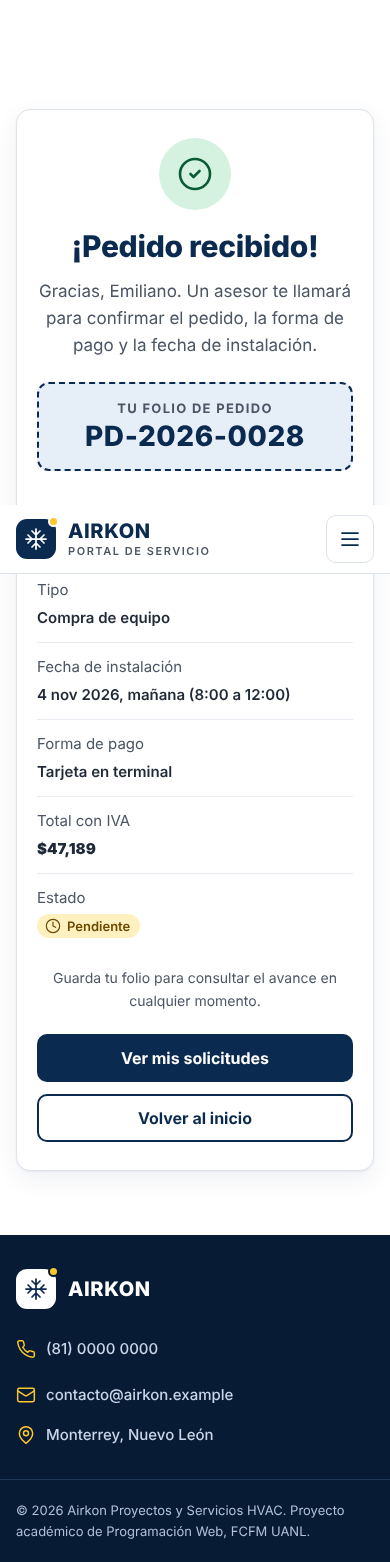 ¡Pedido recibido!
Gracias, Emiliano. Un asesor te llamará
para confirmar el pedido, la forma de
pago y la fecha de instalación.
TU FOLIO DE PEDIDO
PD-2026-0028
AIRKON
PORTAL DE SERVICIO
Tipo
Compra de equipo
Fecha de instalación
4 nov 2026, mañana (8:00 a 12:00)
Forma de pago
Tarjeta en terminal
Total con IVA
$47,189
Estado
Pendiente
Guarda tu folio para consultar el avance en
cualquier momento.
Ver mis solicitudes
Volver al inicio
AIRKON
(81) 0000 0000
contacto@airkon.example
Monterrey, Nuevo León
© 2026 Airkon Proyectos y Servicios HVAC. Proyecto
académico de Programación Web, FCFM UANL.